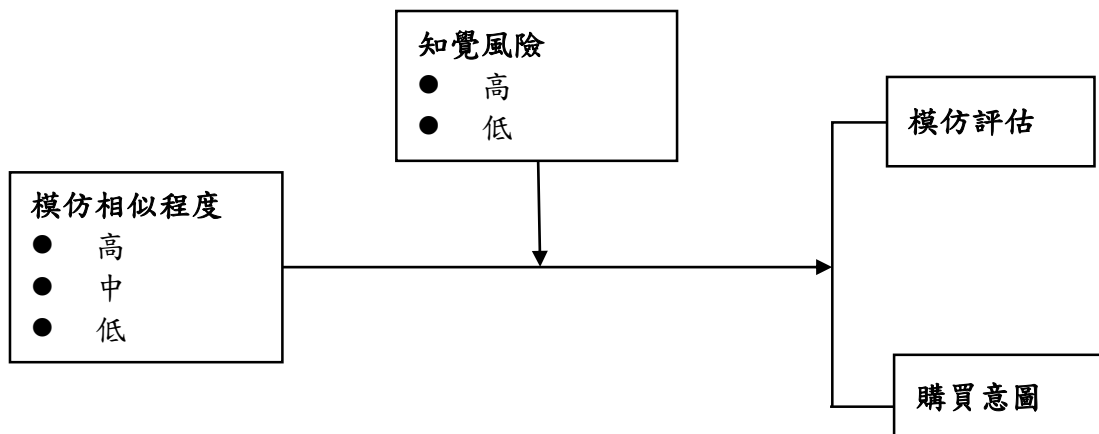 知覺風險
● 高
● 低
模仿評估
模仿相似程度
● 高
● 中
● 低
購買意圖